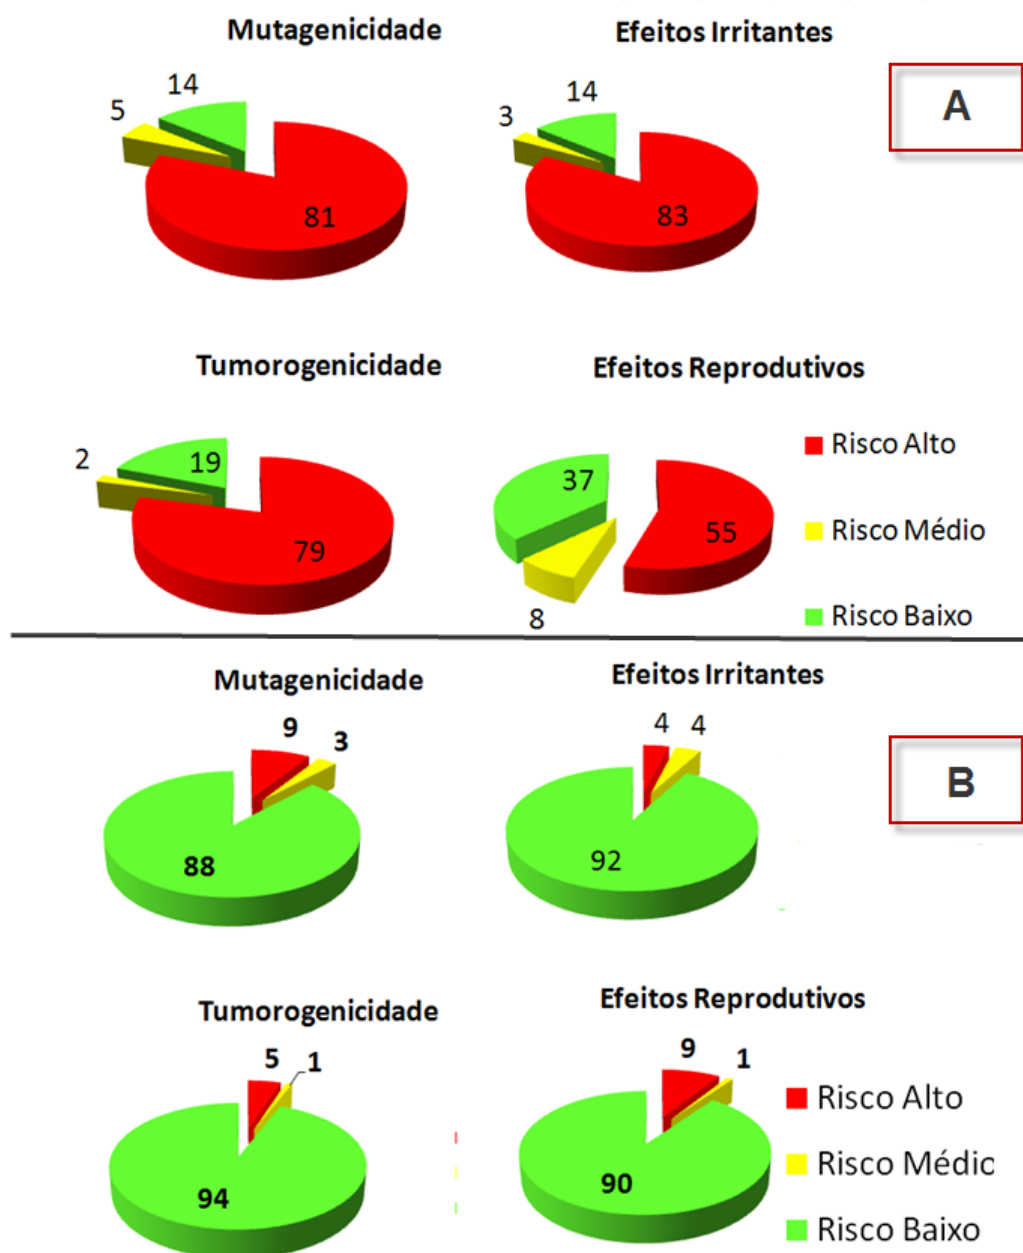 Mutagenicidade
Efeitos Irritantes
A
14
5
81
14
3
83
Tumorogenicidade
Efeitos Reprodutivos
2
19
79
37
55
8
Risco Alto
Risco Médio
Risco Baixo
Mutagenicidade
Efeitos Irritantes
B
9
3
88
4
4
92
Tumorogenicidade
Efeitos Reprodutivos
5
1
94
9
1
90
Risco Alto
Risco Médic
Risco Baixo